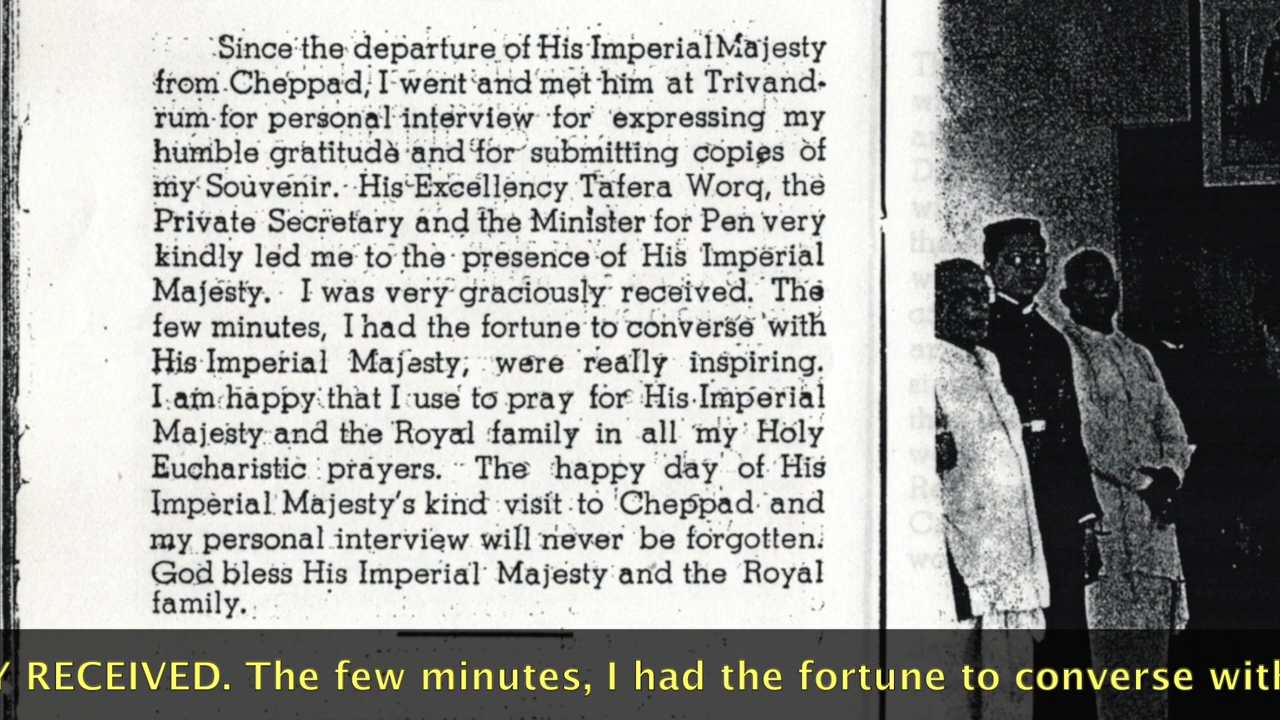 Since the departure of His Imperial Majesty
from Cheppad, I went and met him at Trivand-
rum for personal interview for expressing my
humble gratitude and for submitting copies of
my Souvenir. His Excellency Tafera Worq, the
Private Secretary and the Minister for Pen very
kindly led me to the presence of His Imperial
Majesty. I was very graciously received. The
few minutes, I had the fortune to converse with
His Imperial Majesty, were really inspiring.
I am happy that I use to pray for His Imperial
Majesty and the Royal family in all my Holy
Eucharistic prayers. The happy day of His
Imperial Majesty's kind visit to Cheppad and
my personal interview will never be forgotten.
God bless His Imperial Majesty and the Royal
family.
Y RECEIVED. The few minutes, I had the fortune to converse with